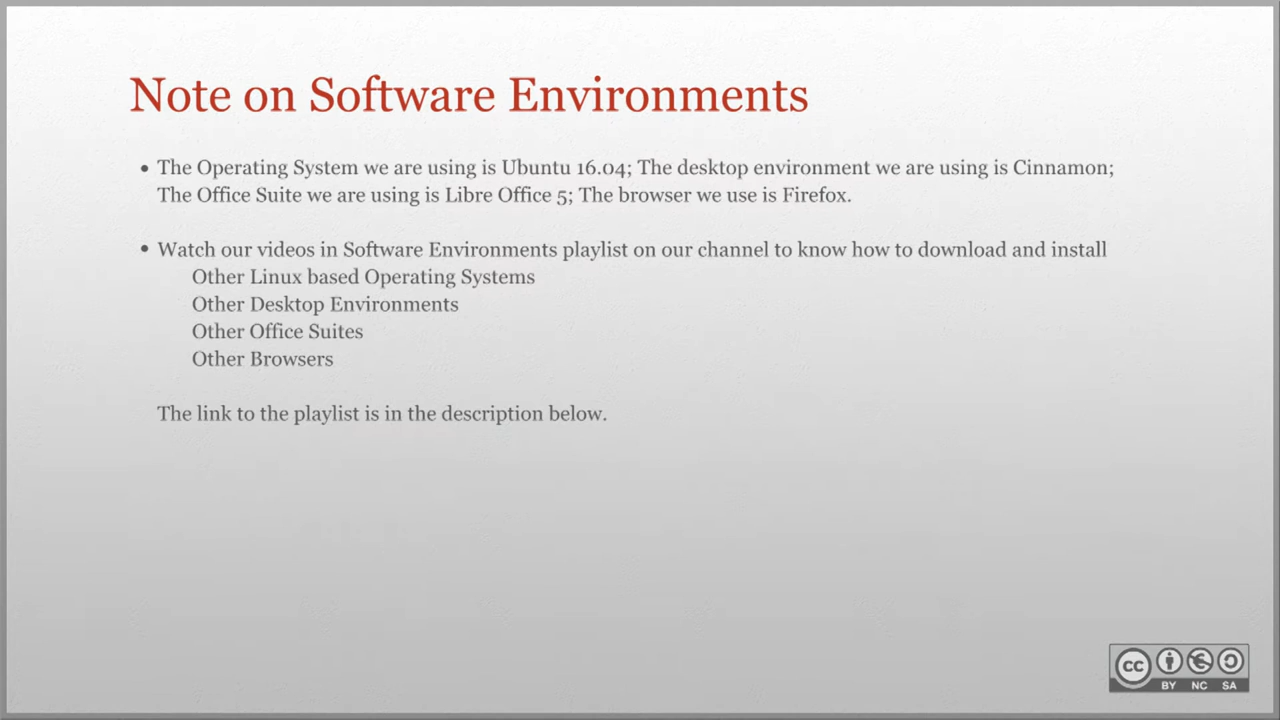 Note on Software Environments
• The Operating System we are using is Ubuntu 16.04; The desktop environment we are using is Cinnamon;
The Office Suite we are using is Libre Office 5; The browser we use is Firefox.
• Watch our videos in Software Environments playlist on our channel to know how to download and install
Other Linux based Operating Systems
Other Desktop Environments
Other Office Suites
Other Browsers
The link to the playlist is in the description below.
cc
BY NC SA